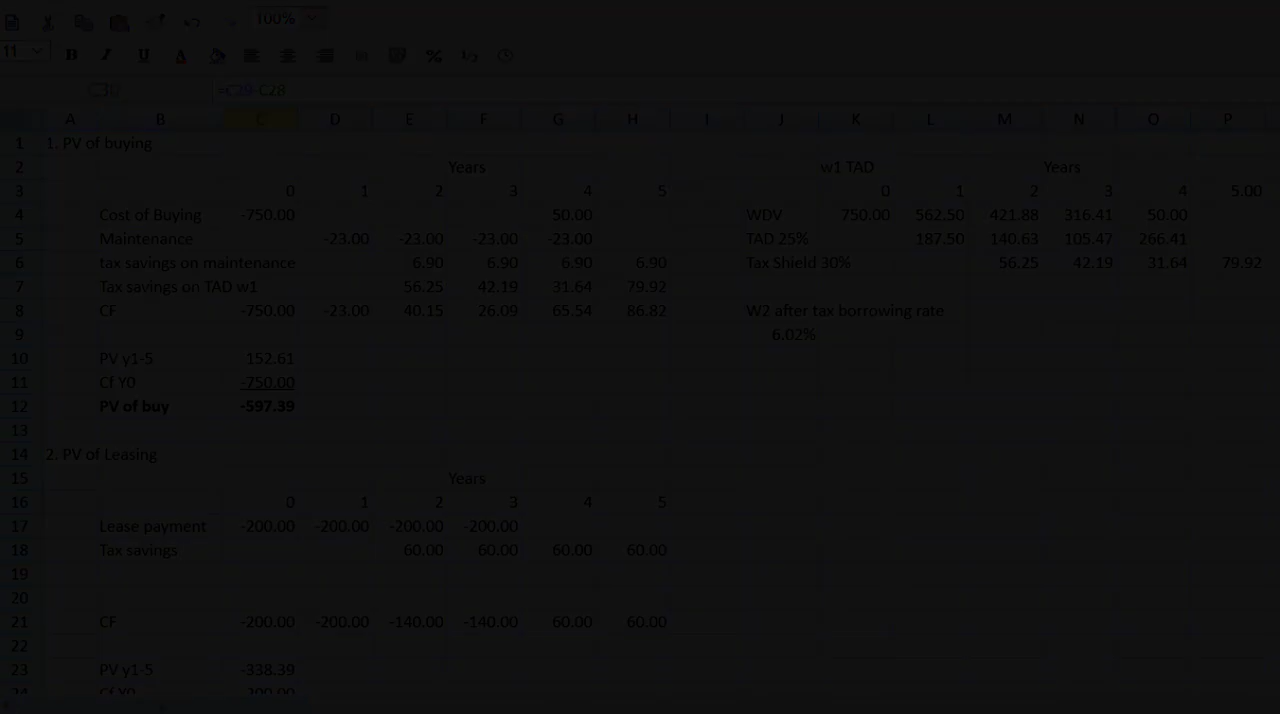 100%
11 B I U A % ½
=C29-C28
A B C D E F G H I J K L M N O P
1 1. PV of buying
2 Years w1 TAD Years
3 0 1 2 3 4 5 0 1 2 3 4 5.00
4 Cost of Buying -750.00 50.00 WDV 750.00 562.50 421.88 316.41 50.00
5 Maintenance -23.00 -23.00 -23.00 -23.00 TAD 25% 187.50 140.63 105.47 266.41
6 tax savings on maintenance 6.90 6.90 6.90 6.90 Tax Shield 30% 56.25 42.19 31.64 79.92
7 Tax savings on TAD w1 56.25 42.19 31.64 79.92
8 CF -750.00 -23.00 40.15 26.09 65.54 86.82 W2 after tax borrowing rate
9 6.02%
10 PV y1-5 152.61
11 Cf Y0 -750.00
12 PV of buy -597.39
13
14 2. PV of Leasing
15 Years
16 0 1 2 3 4 5
17 Lease payment -200.00 -200.00 -200.00 -200.00
18 Tax savings 60.00 60.00 60.00 60.00
19
20
21 CF -200.00 -200.00 -140.00 -140.00 60.00 60.00
22
23 PV y1-5 -338.39
24 Cf Y0